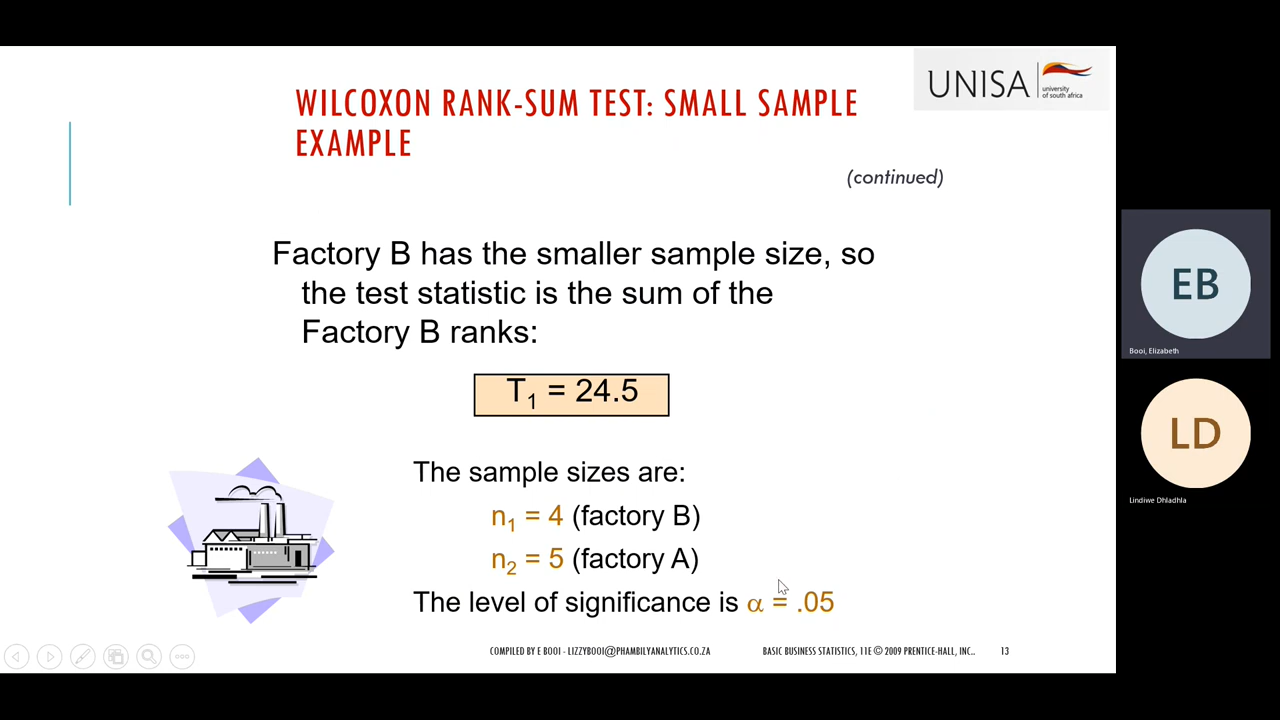 UNISA
university
of south africa
WILCOXON RANK-SUM TEST: SMALL SAMPLE
EXAMPLE
(continued)
Factory B has the smaller sample size, so
the test statistic is the sum of the
Factory B ranks:
T₁ = 24.5
The sample sizes are:
n₁ = 4 (factory B)
n₂ = 5 (factory A)
The level of significance is α = .05
COMPILED BY E BOOI - LIZZYBOOI@PHAMBILYANALYTICS.CO.ZA
BASIC BUSINESS STATISTICS, 11E © 2009 PRENTICE-HALL, INC..
13
EB
Booi, Elizabeth
LD
Lindiwe Dhladhla